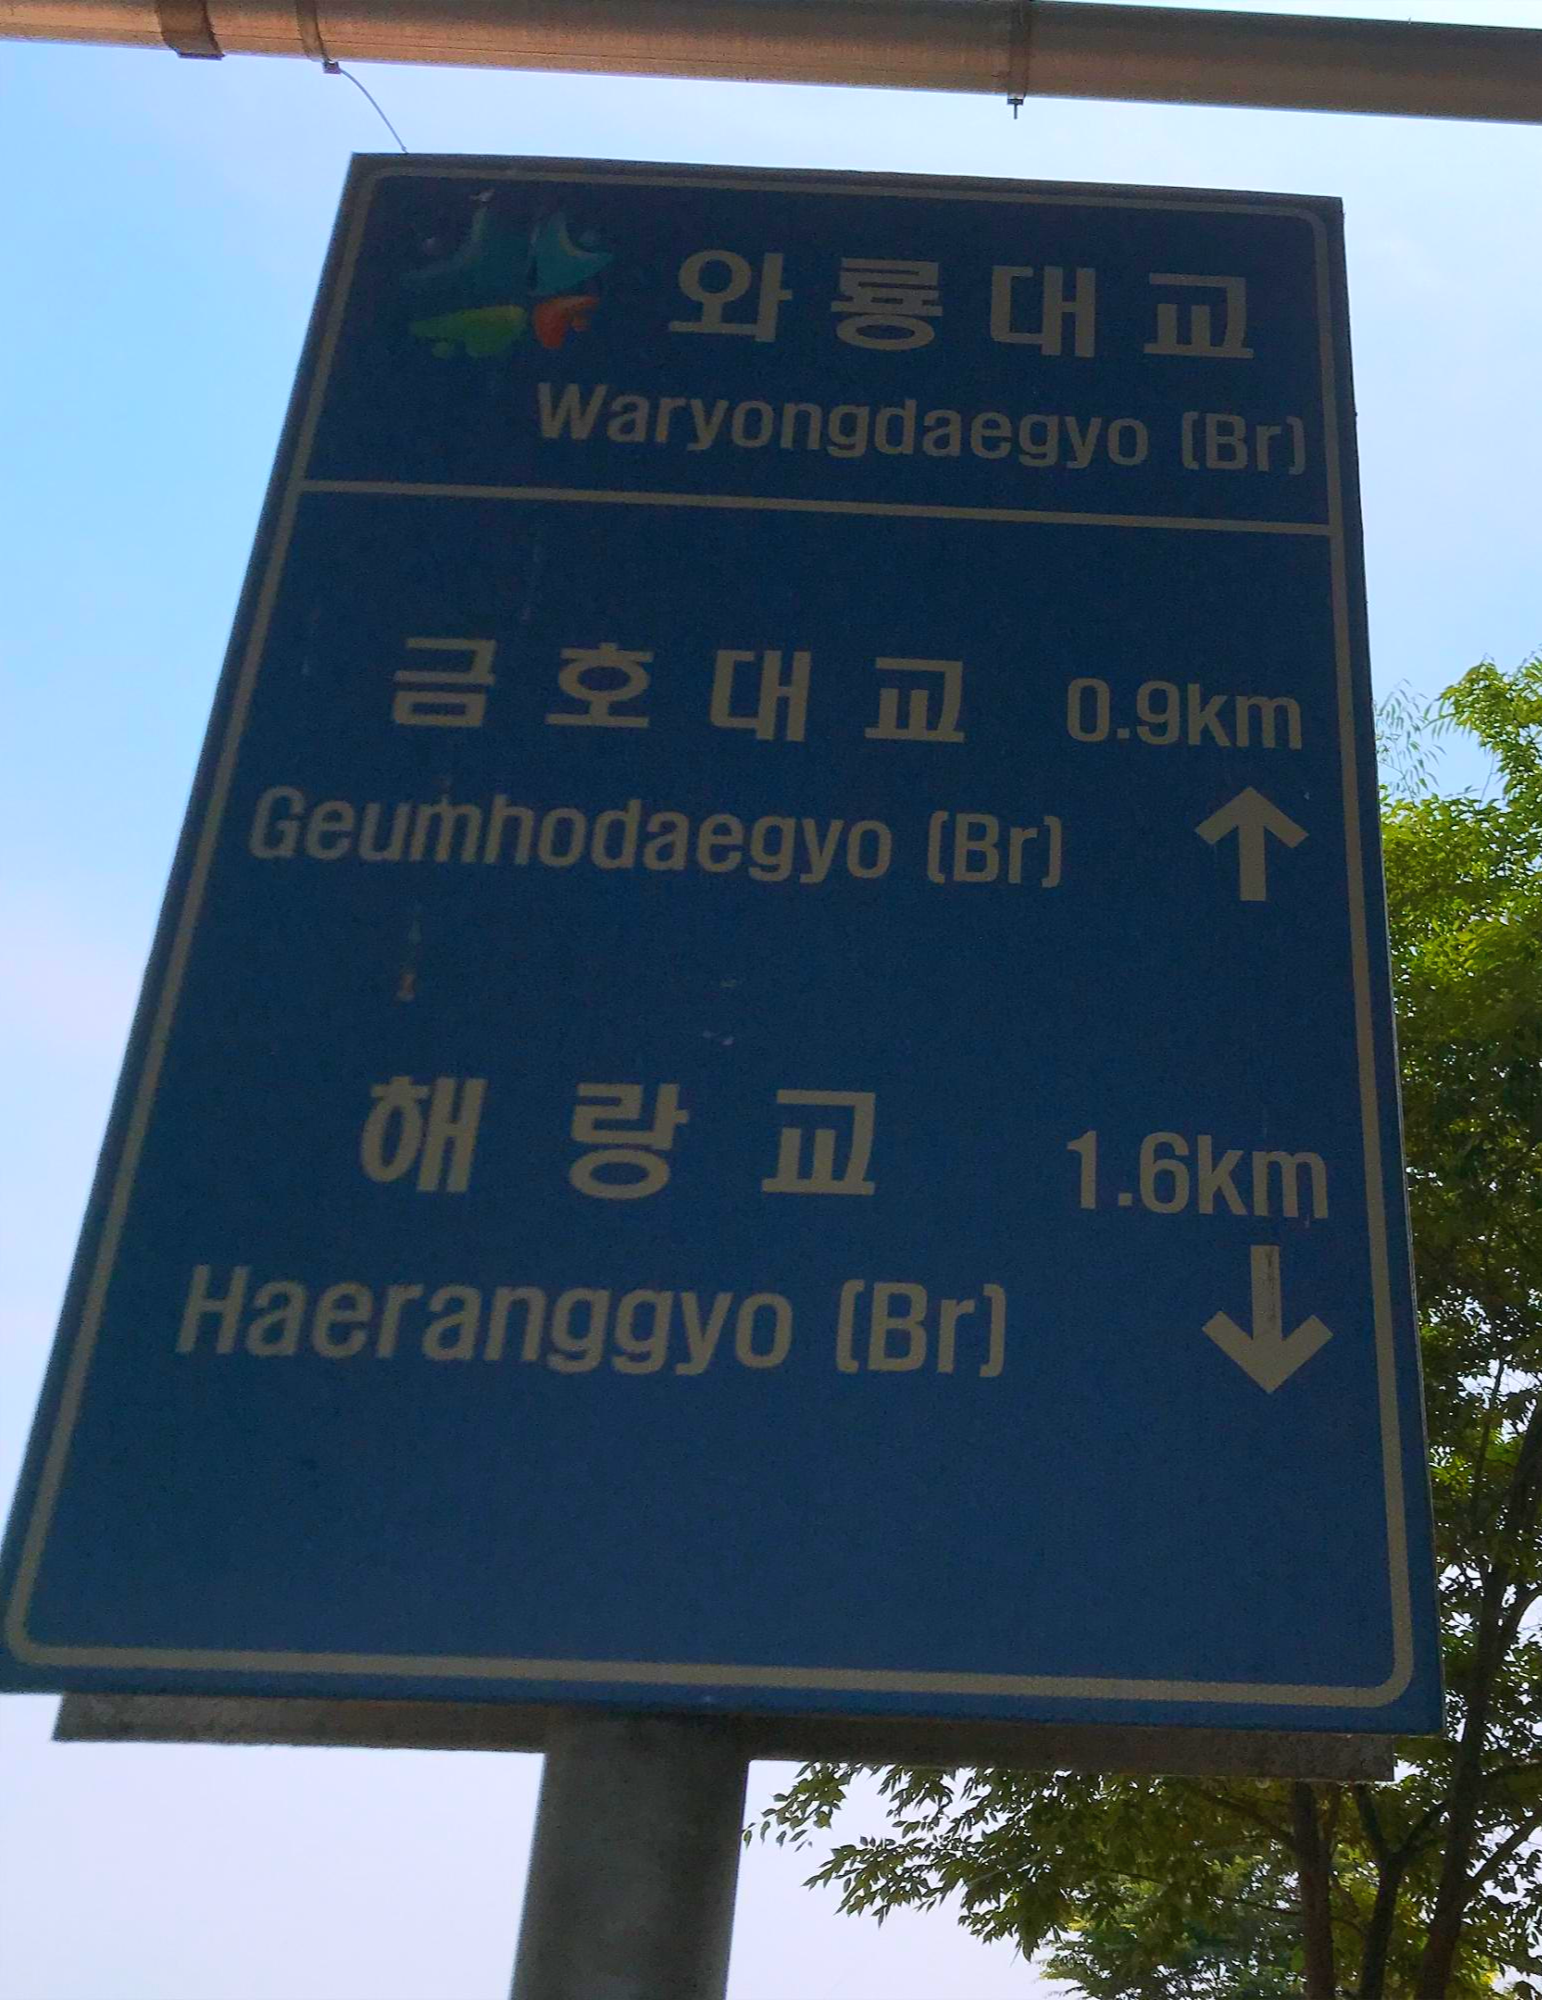 와룡대교
Waryongdaegyo (Br)
금호대교 0.9km
Geumhodaegyo (Br) ↑
해랑교 1.6km
Haeranggyo (Br) ↓